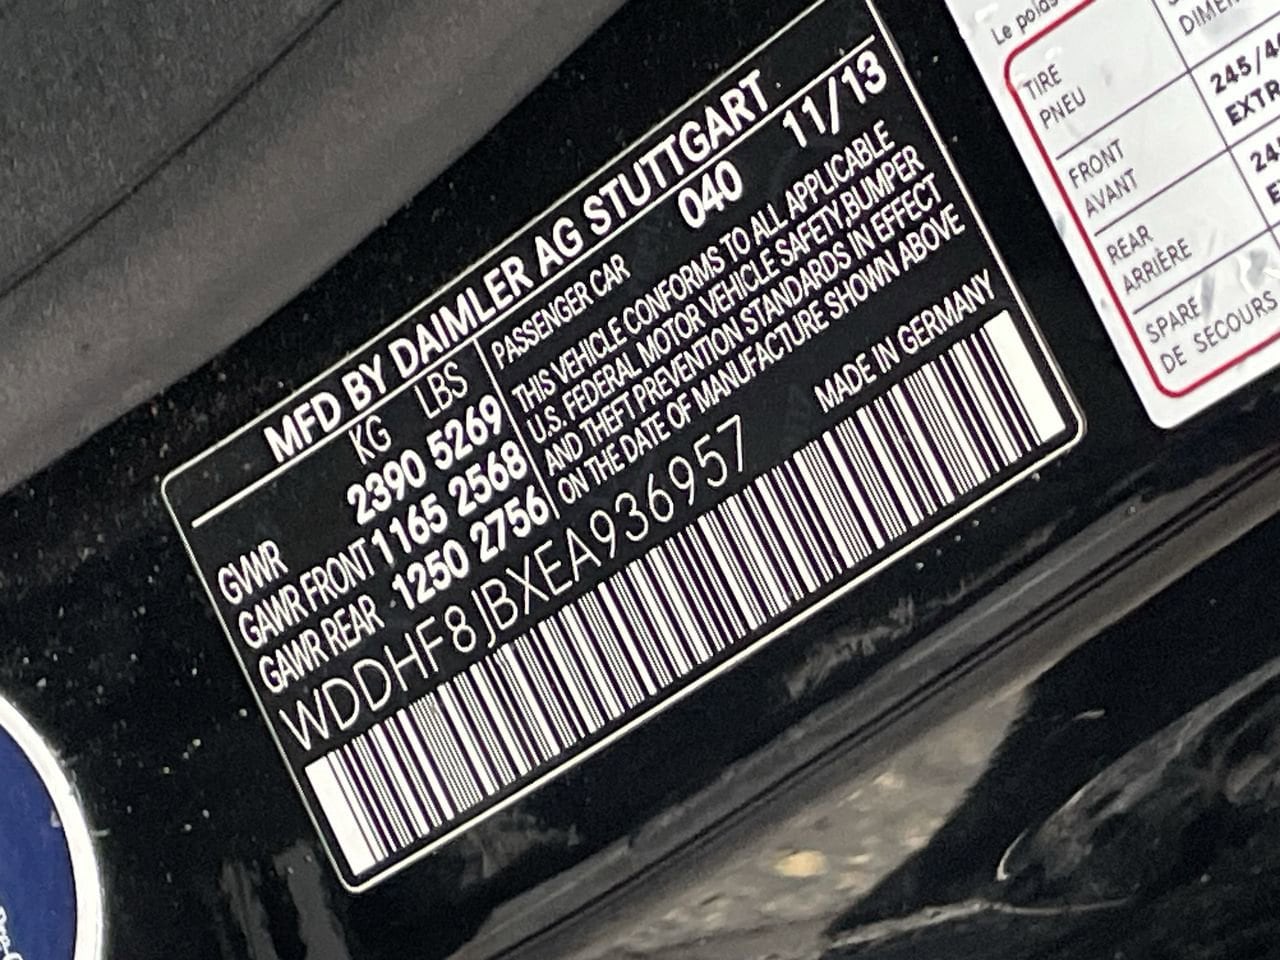 MFD BY DAIMLER AG STUTTGART
KG LBS
GVWR 2390 5269
GAWR FRONT 1165 2568
GAWR REAR 1250 2756
PASSENGER CAR 040 11/13
THIS VEHICLE CONFORMS TO ALL APPLICABLE
U.S. FEDERAL MOTOR VEHICLE SAFETY,BUMPER
AND THEFT PREVENTION STANDARDS IN EFFECT
ON THE DATE OF MANUFACTURE SHOWN ABOVE
MADE IN GERMANY
WDDHF8JBXEA936957
Le
TIRE
PNEU
FRONT
AVANT
REAR
ARRIÈRE
SPARE
DE SECOURS